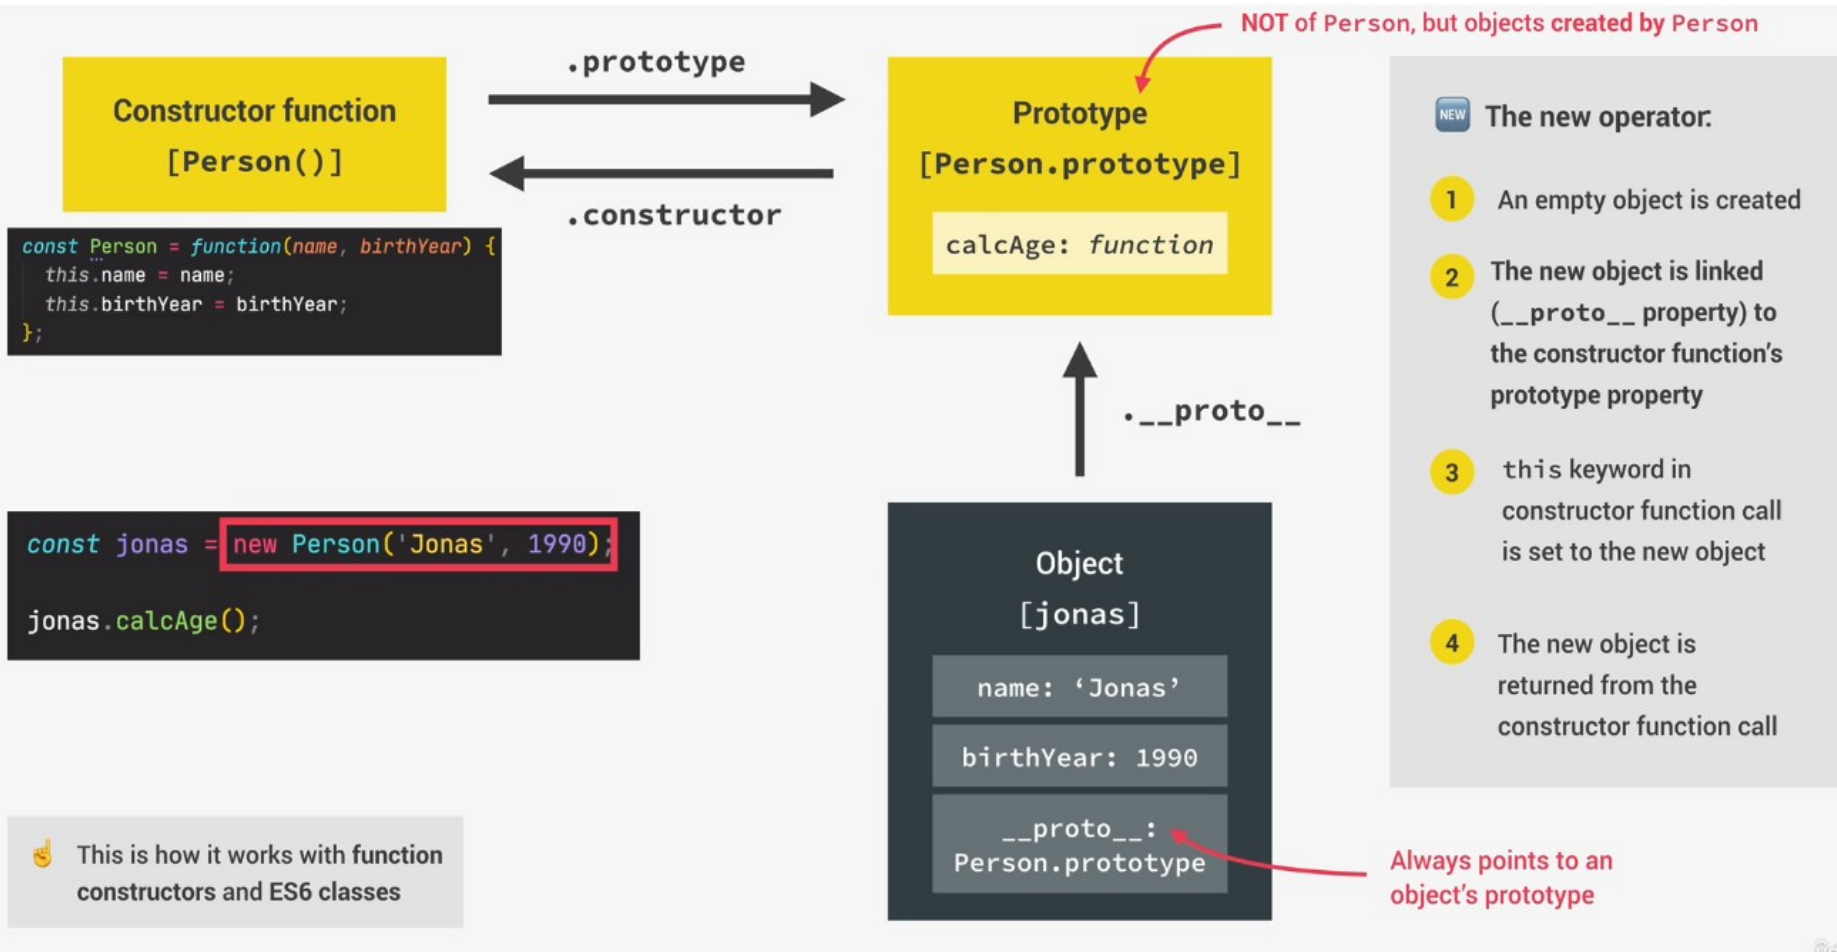 NOT of Person, but objects created by Person
Constructor function
[Person()]
.prototype
.constructor
Prototype
[Person.prototype]
calcAge: function
const Person = function(name, birthYear) {
this.name = name;
this.birthYear = birthYear;
};
.__proto__
const jonas = new Person('Jonas', 1990);
jonas.calcAge();
Object
[jonas]
name: ‘Jonas’
birthYear: 1990
__proto__:
Person.prototype
Always points to an
object’s prototype
☝ This is how it works with function
constructors and ES6 classes
NEW The new operator:
1 An empty object is created
2 The new object is linked
(__proto__ property) to
the constructor function’s
prototype property
3 this keyword in
constructor function call
is set to the new object
4 The new object is
returned from the
constructor function call